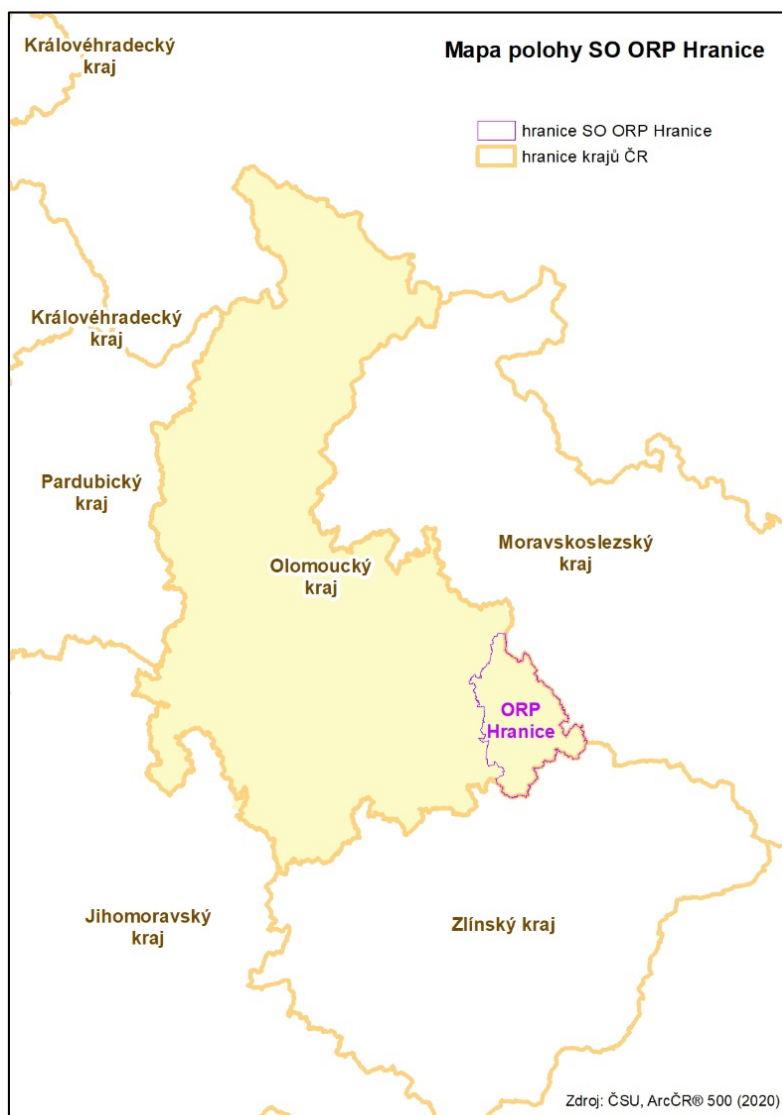 Královéhradecký
kraj
Mapa polohy SO ORP Hranice
hranice SO ORP Hranice
hranice krajů ČR
Královéhradecký
kraj
Pardubický
kraj
Moravskoslezský
kraj
Olomoucký
kraj
ORP
Hranice
Jihomoravský
kraj
Zlínský kraj
Zdroj: ČSU, ArcČR® 500 (2020)